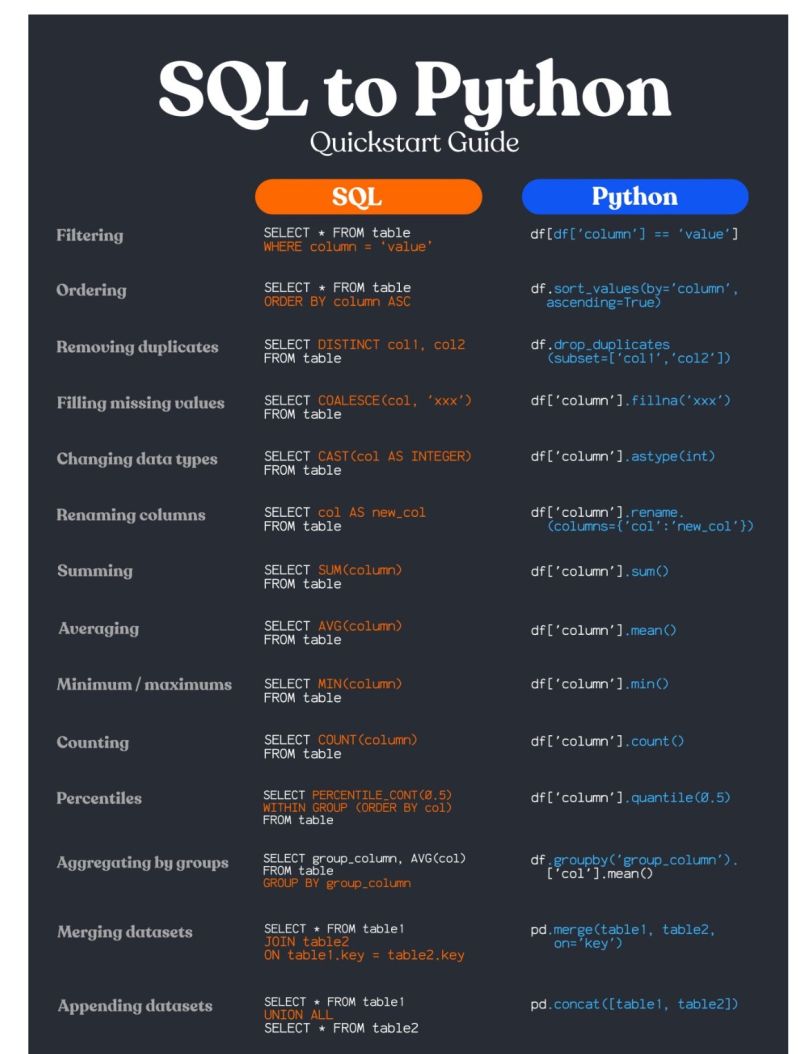 SQL to Python
Quickstart Guide
SQL
Python
Filtering
SELECT * FROM table
WHERE column = ‘value’
df[df['column'] == ‘value’]
Ordering
SELECT * FROM table
ORDER BY column ASC
df.sort_values(by='column',
ascending=True)
Removing duplicates
SELECT DISTINCT col1, col2
FROM table
df.drop_duplicates
(subset=['col1','col2'])
Filling missing values
SELECT COALESCE(col, 'xxx')
FROM table
df['column'].fillna('xxx')
Changing data types
SELECT CAST(col AS INTEGER)
FROM table
df['column'].astype(int)
Renaming columns
SELECT col AS new_col
FROM table
df['column'].rename.
(columns={'col':'new_col'})
Summing
SELECT SUM(column)
FROM table
df['column'].sum()
Averaging
SELECT AVG(column)
FROM table
df['column'].mean()
Minimum / maximums
SELECT MIN(column)
FROM table
df['column'].min()
Counting
SELECT COUNT(column)
FROM table
df['column'].count()
Percentiles
SELECT PERCENTILE_CONT(0.5)
WITHIN GROUP (ORDER BY col)
FROM table
df['column'].quantile(0.5)
Aggregating by groups
SELECT group_column, AVG(col)
FROM table
GROUP BY group_column
df.groupby('group_column').
['col'].mean()
Merging datasets
SELECT * FROM table1
JOIN table2
ON table1.key = table2.key
pd.merge(table1, table2,
on='key')
Appending datasets
SELECT * FROM table1
UNION ALL
SELECT * FROM table2
pd.concat([table1, table2])